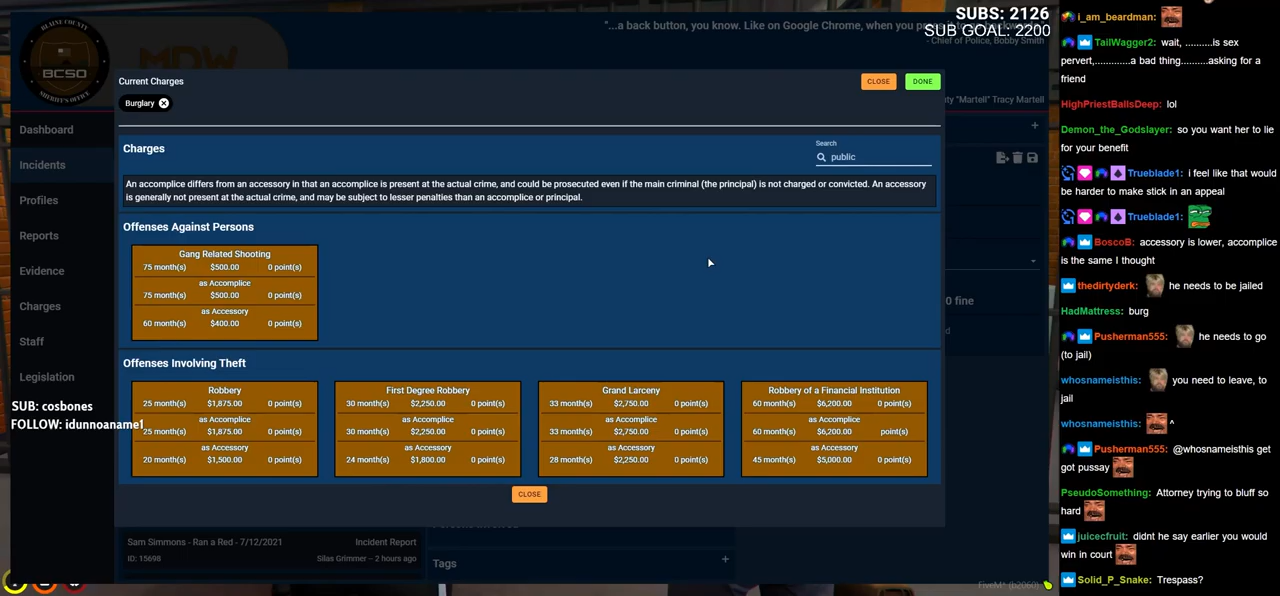 SUBS: 2126
SUB GOAL: 2200
"...a back button, you know. Like on Google Chrome, when you
- Chief of Police, Bobby Smith
BLAINE COUNTY
BCSO
SHERIFF'S OFFICE
MDW
"Martell" Tracy Martell
Dashboard
Incidents
Profiles
Reports
Evidence
Charges
Staff
Legislation
SUB: cosbones
FOLLOW: idunnoaname1
Current Charges
CLOSE
DONE
Burglary
Charges
Search
public
An accomplice differs from an accessory in that an accomplice is present at the actual crime, and could be prosecuted even if the main criminal (the principal) is not charged or convicted. An accessory
is generally not present at the actual crime, and may be subject to lesser penalties than an accomplice or principal.
Offenses Against Persons
Gang Related Shooting
75 month(s) $500.00 0 point(s)
as Accomplice
75 month(s) $500.00 0 point(s)
as Accessory
60 month(s) $400.00 0 point(s)
0 fine
Offenses Involving Theft
Robbery
25 month(s) $1,875.00 0 point(s)
as Accomplice
25 month(s) $1,875.00 0 point(s)
as Accessory
20 month(s) $1,500.00 0 point(s)
First Degree Robbery
30 month(s) $2,250.00 0 point(s)
as Accomplice
30 month(s) $2,250.00 0 point(s)
as Accessory
24 month(s) $1,800.00 0 point(s)
Grand Larceny
33 month(s) $2,750.00 0 point(s)
as Accomplice
33 month(s) $2,750.00 0 point(s)
as Accessory
28 month(s) $2,250.00 0 point(s)
Robbery of a Financial Institution
60 month(s) $6,200.00 0 point(s)
as Accomplice
60 month(s) $6,200.00 point(s)
as Accessory
45 month(s) $5,000.00 0 point(s)
CLOSE
Sam Simmons - Ran a Red - 7/12/2021 Incident Report
ID: 15698 Silas Grimmer – 2 hours ago
Tags
FiveM® (b2060)
i_am_beardman:
TailWagger2: wait, ..........is sex
pervert,............a bad thing..........asking for a
friend
HighPriestBallsDeep: lol
Demon_the_Godslayer: so you want her to lie
for your benefit
Trueblade1: i feel like that would
be harder to make stick in an
appeal
Trueblade1:
BoscoB: accessory is lower, accomplice
is the same I thought
thedirtyderk: he needs to be jailed
HadMattress: burg
Pusherman555: he needs to go
(to jail)
whosnameisthis: you need to leave, to
jail
whosnameisthis: ^
Pusherman555: @whosnameisthis get
got pussay
PseudoSomething: Attorney trying to bluff so
hard
juicecfruit: didnt he say earlier you would
win in court
Solid_P_Snake: Trespass?